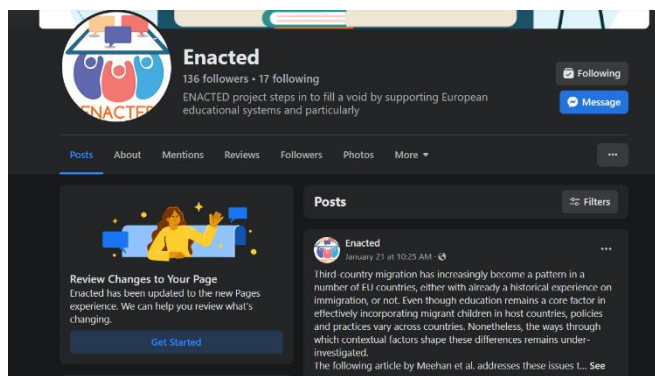 ENACTED
Enacted
136 followers • 17 following
ENACTED project steps in to fill a void by supporting European
educational systems and particularly
Following
Message
Posts
About
Mentions
Reviews
Followers
Photos
More
Review Changes to Your Page
Enacted has been updated to the new Pages
experience. We can help you review what's
changing.
Get Started
Posts
Filters
Enacted
January 21 at 10:25 AM
Third-country migration has increasingly become a pattern in a
number of EU countries, either with already a historical experience on
immigration, or not. Even though education remains a core factor in
effectively incorporating migrant children in host countries, policies
and practices vary across countries. Nonetheless, the ways through
which contextual factors shape these differences remains under-
investigated.
The following article by Meehan et al. addresses these issues t... See